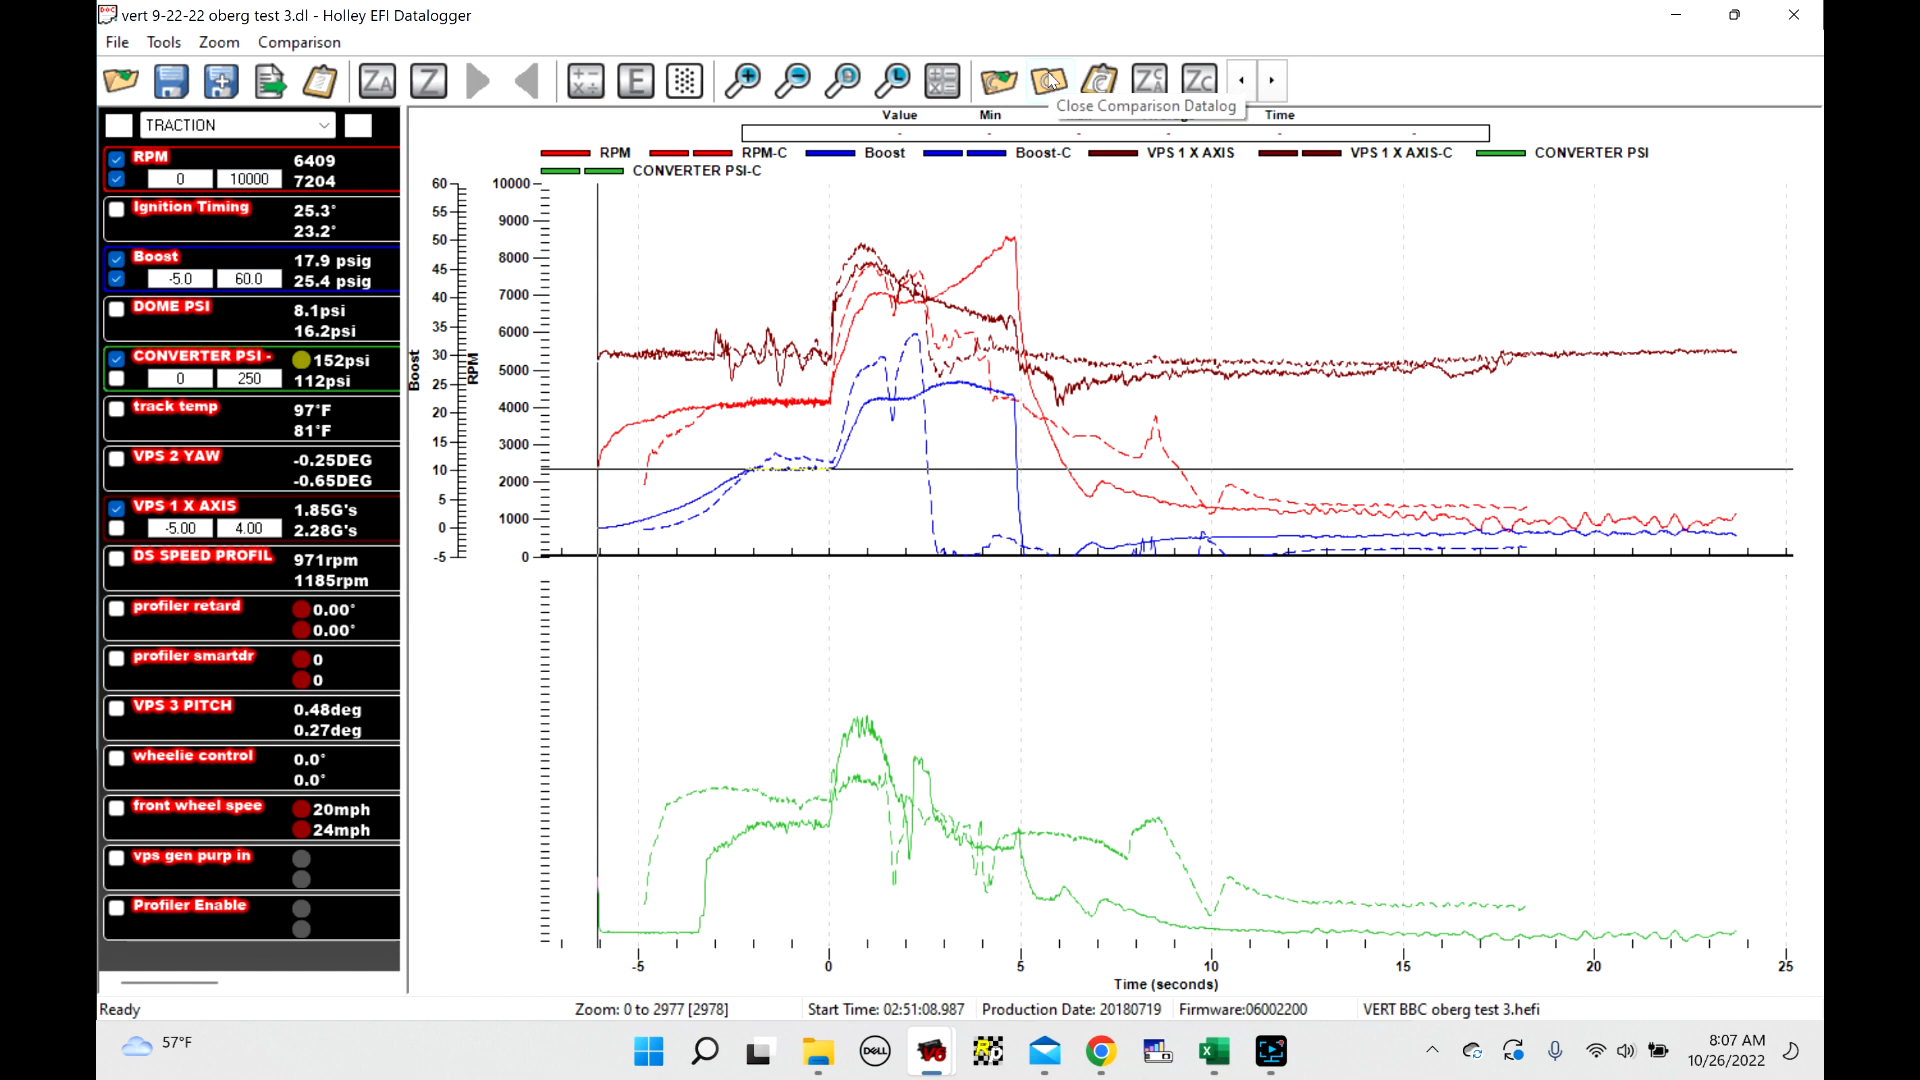 vert 9-22-22 oberg test 3.dl - Holley EFI Datalogger
File Tools Zoom Comparison
ZA Z E ZC A ZC
Close Comparison Datalog
TRACTION
Value Min Time
RPM RPM-C Boost Boost-C VPS 1 X AXIS VPS 1 X AXIS-C CONVERTER PSI
CONVERTER PSI-C
RPM 6409
0 10000 7204
Ignition Timing 25.3°
23.2°
Boost 17.9 psig
-5.0 60.0 25.4 psig
DOME PSI 8.1psi
16.2psi
CONVERTER PSI - 152psi
0 250 112psi
track temp 97°F
81°F
VPS 2 YAW -0.25DEG
-0.65DEG
VPS 1 X AXIS 1.85G's
-5.00 4.00 2.28G's
DS SPEED PROFIL 971rpm
1185rpm
profiler retard 0.00°
0.00°
profiler smartdr 0
0
VPS 3 PITCH 0.48deg
0.27deg
wheelie control 0.0°
0.0°
front wheel spee 20mph
24mph
vps gen purp in
Profiler Enable
60 10000
55 9000
50 8000
45 7000
40 6000
35 5000
30 4000
25 3000
20 2000
15 1000
10 0
5
0
-5
Boost
RPM
-5 0 5 10 15 20 25
Time (seconds)
Ready Zoom: 0 to 2977 [2978] Start Time: 02:51:08.987 Production Date: 20180719 Firmware:06002200 VERT BBC oberg test 3.hefi
57°F DELL V6 RP 8:07 AM
10/26/2022